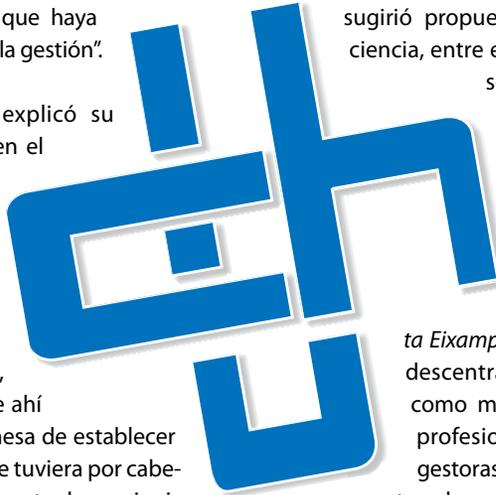 que haya
la gestión”.
explicó su
en el
,
e ahí
esa de establecer
e tuviera por cabe-
sugirió propue
ciencia, entre e
s
ta Eixamp
descentra
como m
profesio
gestoras